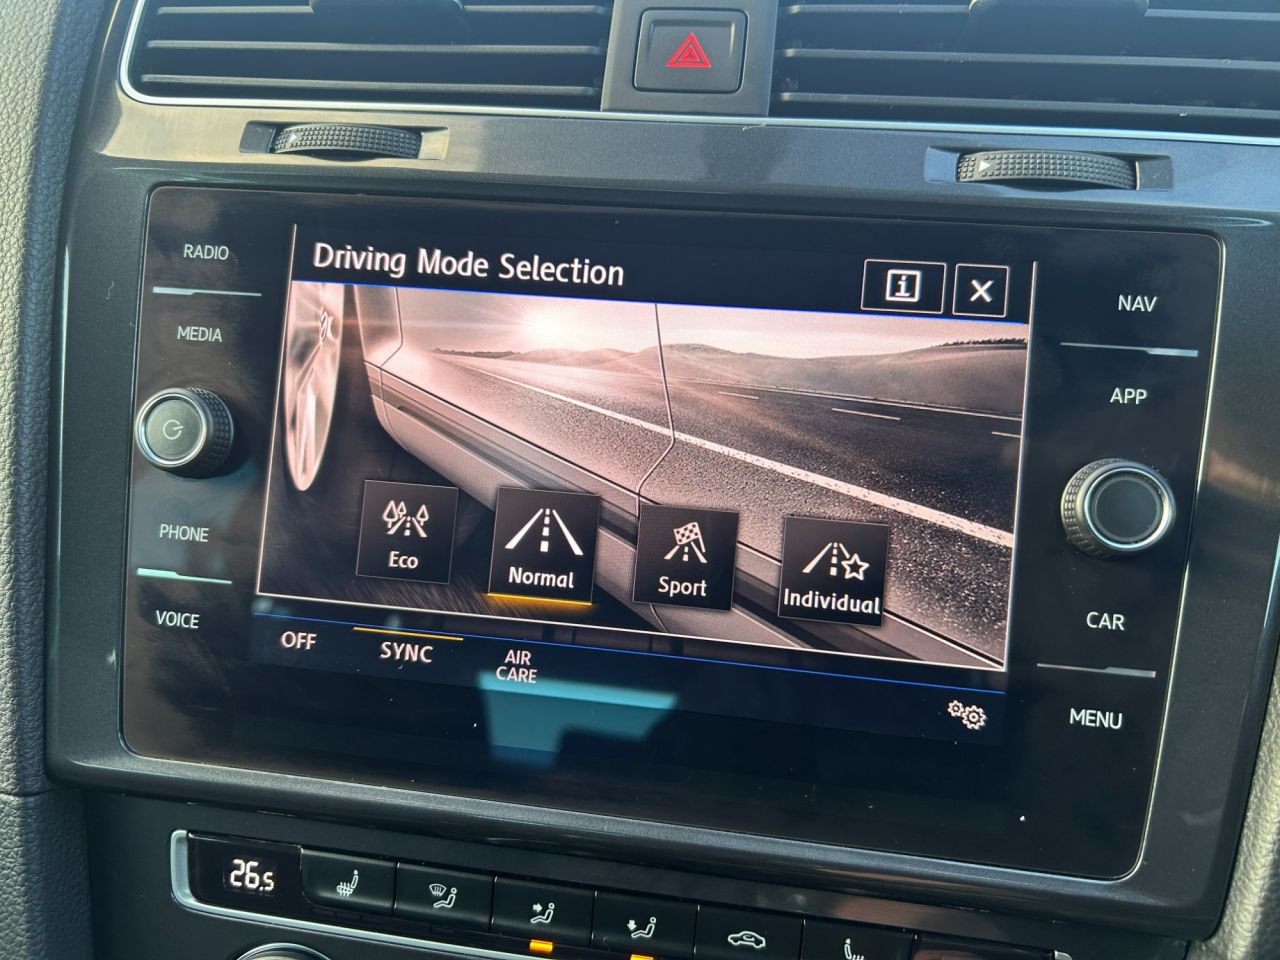 RADIO
MEDIA
PHONE
VOICE
Driving Mode Selection
i
X
Eco
Normal
Sport
Individual
OFF
SYNC
AIR
CARE
NAV
APP
CAR
MENU
26.5